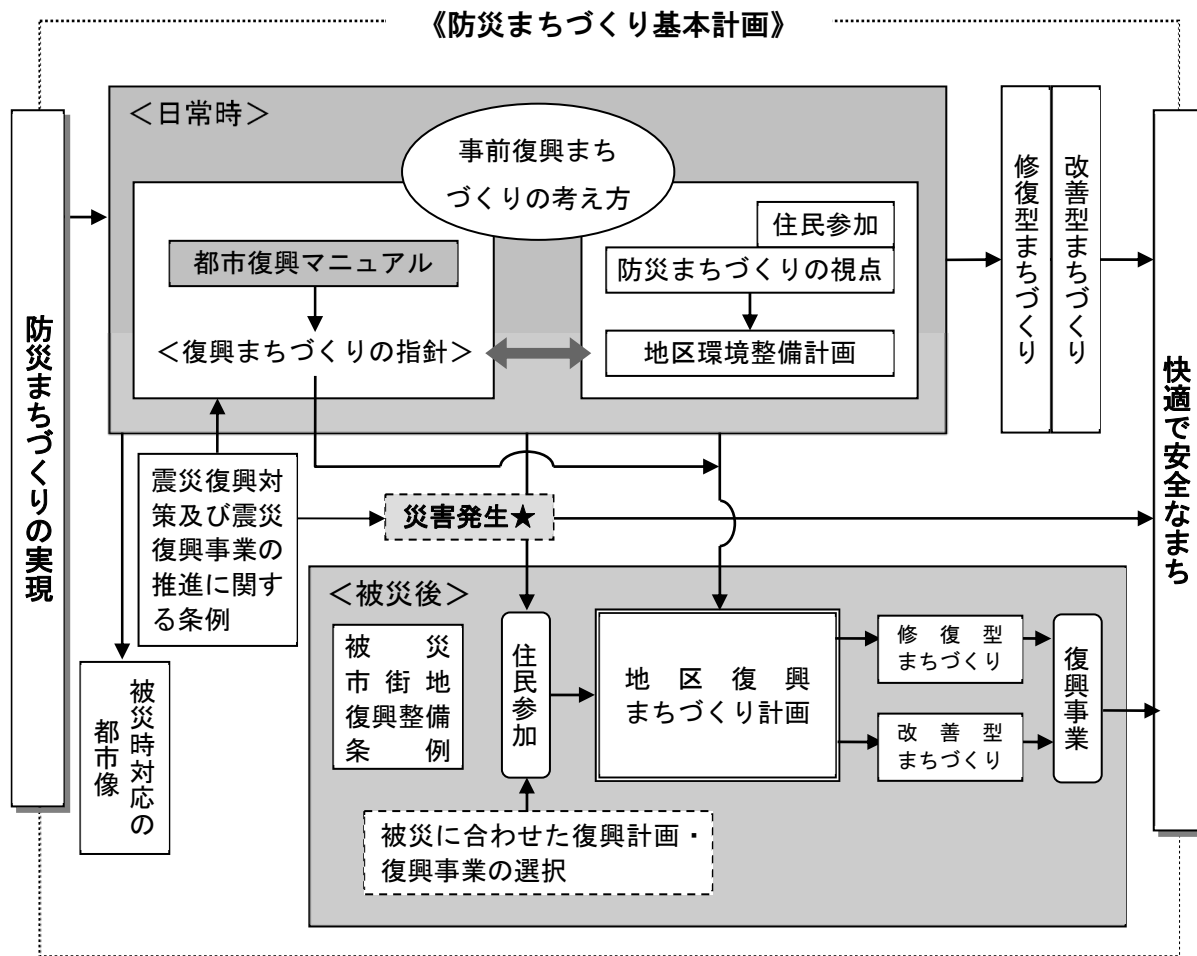 《防災まちづくり基本計画》
防災まちづくりの実現
＜日常時＞
事前復興まち
づくりの考え方
都市復興マニュアル
＜復興まちづくりの指針＞
住民参加
防災まちづくりの視点
地区環境整備計画
修復型まちづくり
改善型まちづくり
快適で安全なまち
震災復興対
策及び震災
復興事業の
推進に関す
る条例
災害発生★
被災時対応の
都市像
＜被災後＞
被災
市街地
復興整備
条例
住民参加
地区復興
まちづくり計画
修復型
まちづくり
改善型
まちづくり
復興事業
被災に合わせた復興計画・
復興事業の選択